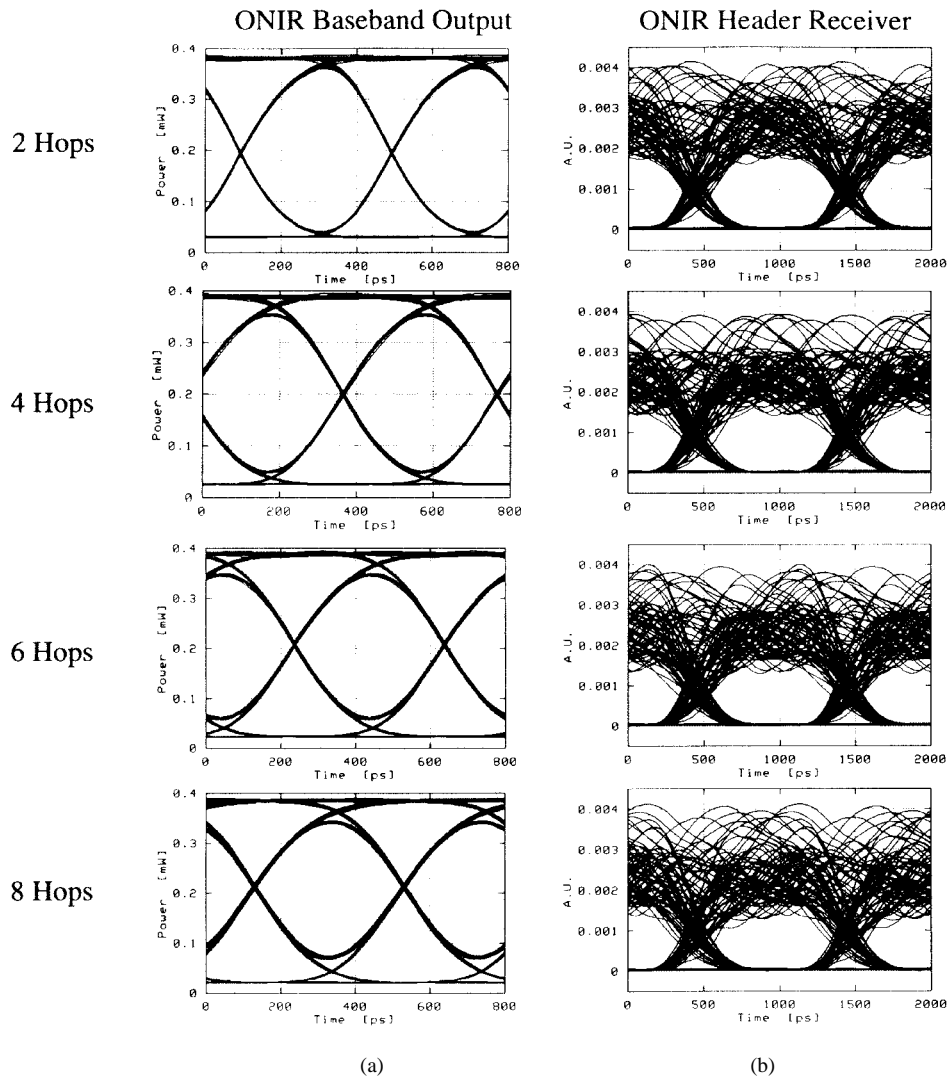 ONIR Baseband Output
ONIR Header Receiver
2 Hops
Power [mW]
0.4
0.3
0.2
0.1
0
0 200 400 600 800
Time [ps]
A.U.
0.004
0.003
0.002
0.001
0
0 500 1000 1500 2000
Time [ps]
4 Hops
Power [mW]
0.4
0.3
0.2
0.1
0
0 200 400 600 800
Time [ps]
A.U.
0.004
0.003
0.002
0.001
0
0 500 1000 1500 2000
Time [ps]
6 Hops
Power [mW]
0.4
0.3
0.2
0.1
0
0 200 400 600 800
Time [ps]
A.U.
0.004
0.003
0.002
0.001
0
0 500 1000 1500 2000
Time [ps]
8 Hops
Power [mW]
0.4
0.3
0.2
0.1
0
0 200 400 600 800
Time [ps]
A.U.
0.004
0.003
0.002
0.001
0
0 500 1000 1500 2000
Time [ps]
(a)
(b)